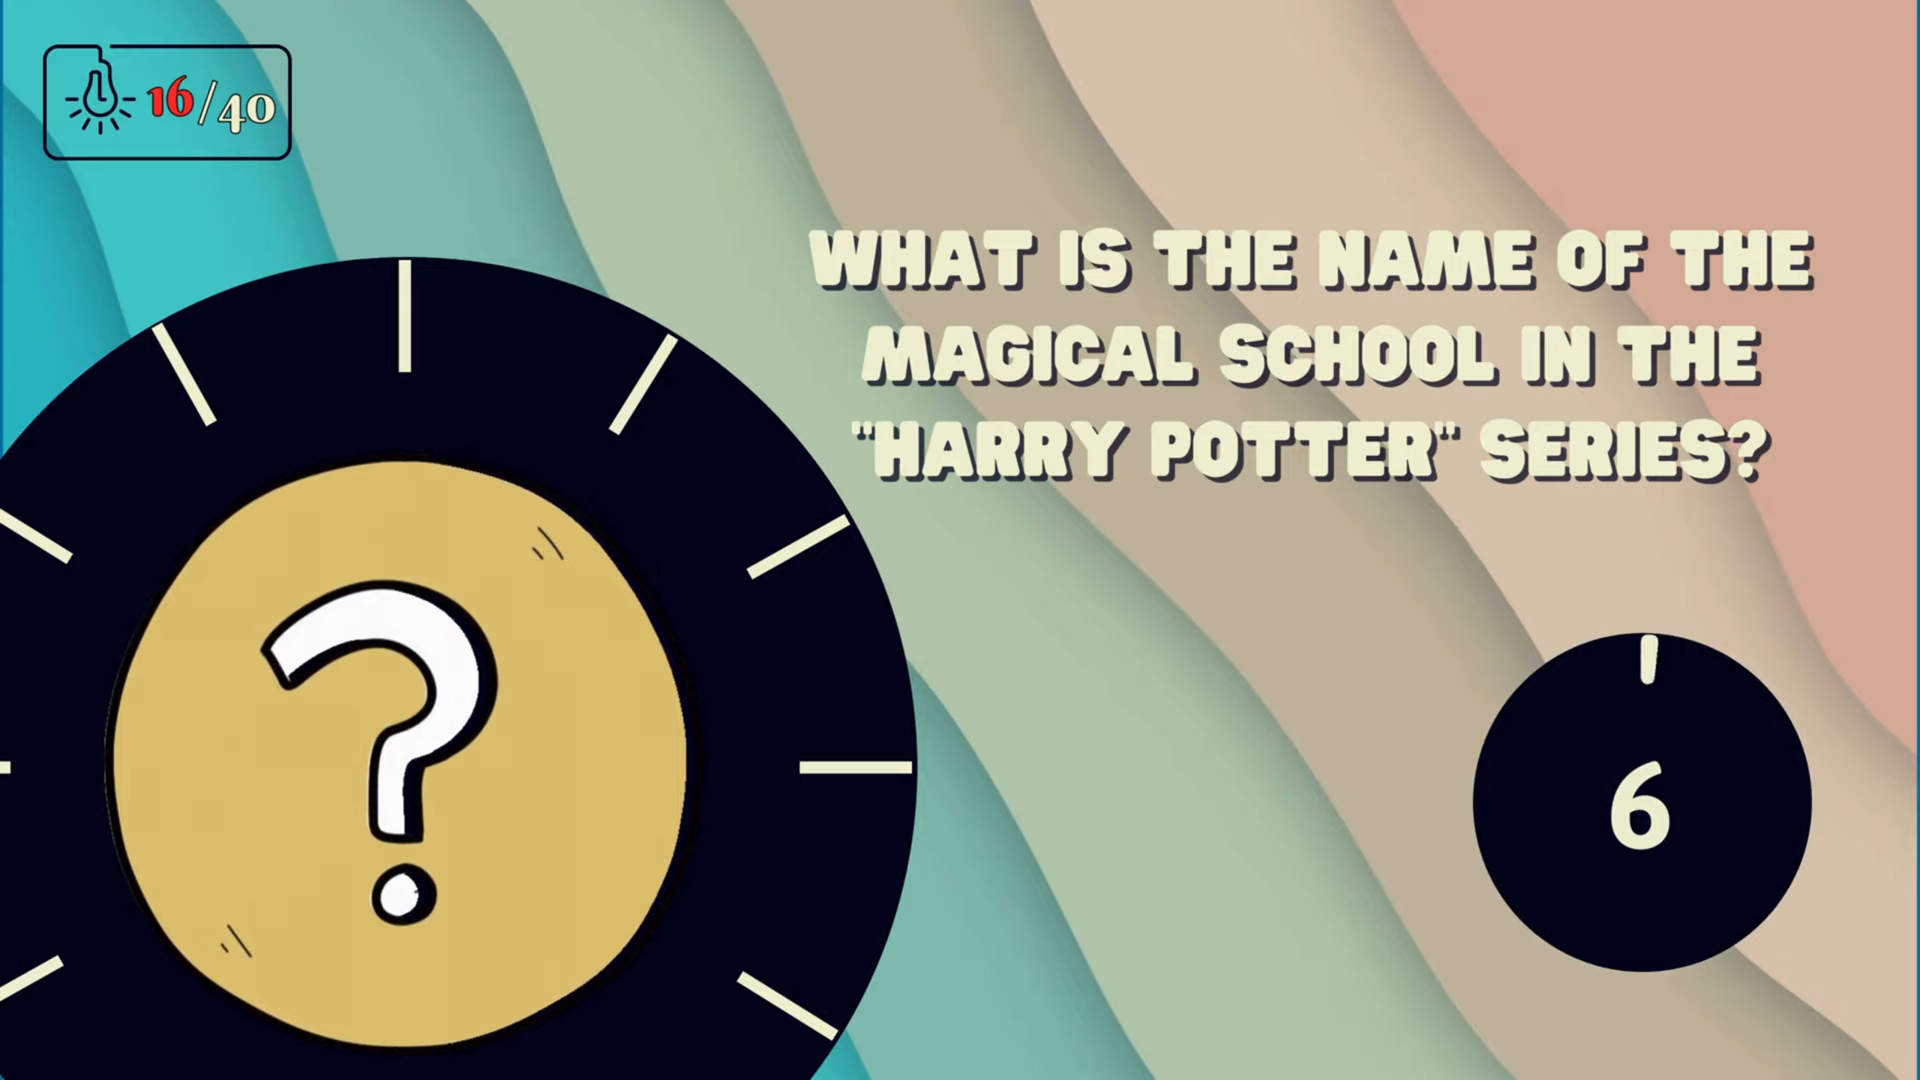 16/40
WHAT IS THE NAME OF THE
MAGICAL SCHOOL IN THE
"HARRY POTTER" SERIES?
?
6